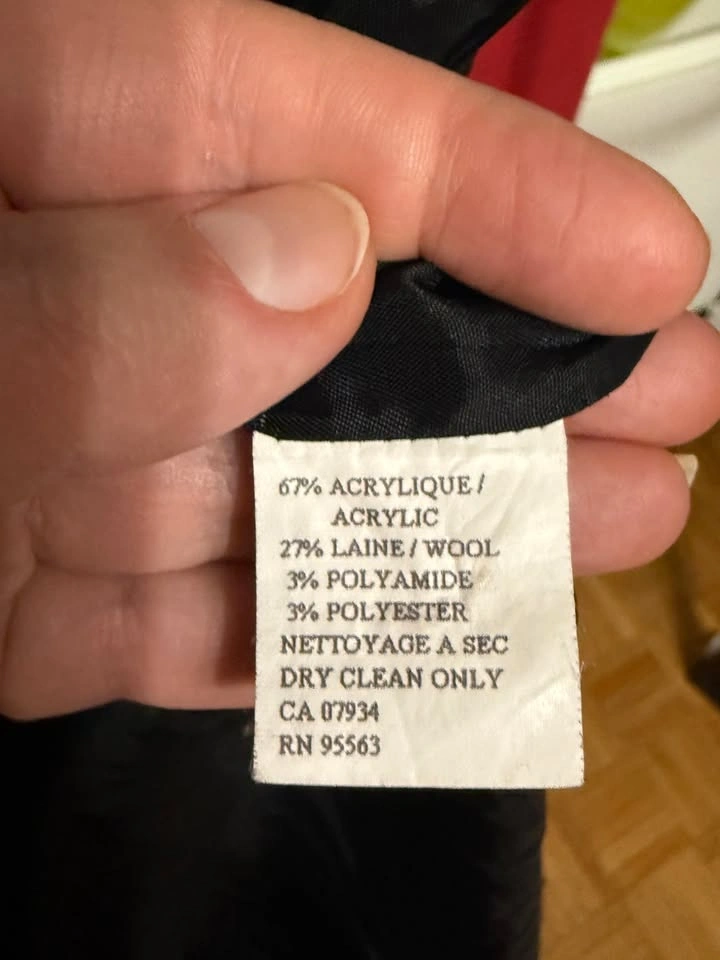 67% ACRYLIQUE /
ACRYLIC
27% LAINE / WOOL
3% POLYAMIDE
3% POLYESTER
NETTOYAGE A SEC
DRY CLEAN ONLY
CA 07934
RN 95563